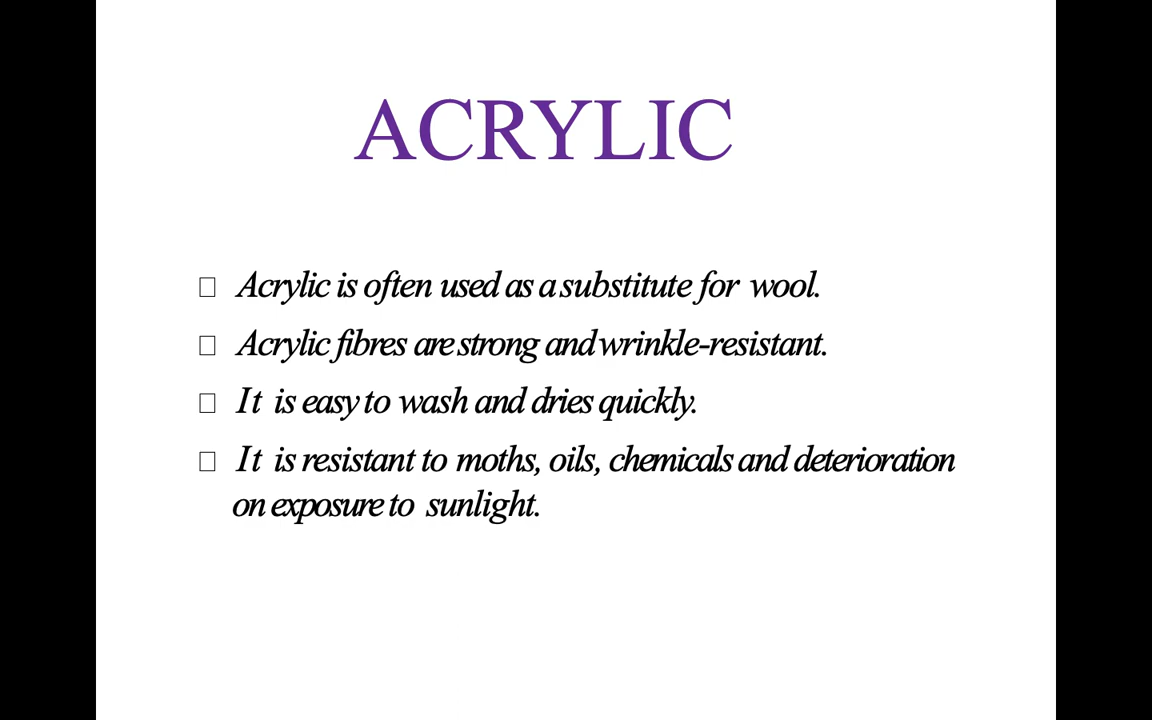 ACRYLIC
□ Acrylic is often used as a substitute for wool.
□ Acrylic fibres are strong and wrinkle-resistant.
□ It is easy to wash and dries quickly.
□ It is resistant to moths, oils, chemicals and deterioration
on exposure to sunlight.